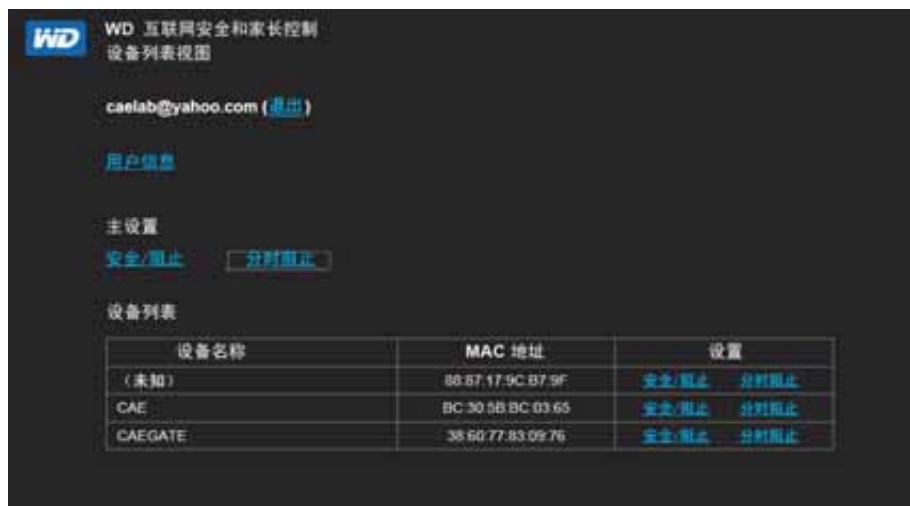 WD
WD 互联网安全和家长控制
设备列表视图
caelab@yahoo.com (退出)
用户信息
主设置
安全/阻止 分时阻止
设备列表
设备名称 MAC 地址 设置
（未知） 88:87:17:9C:B7:9F 安全/阻止 分时阻止
CAE BC:30:5B:BC:03:65 安全/阻止 分时阻止
CAEGATE 38:60:77:83:09:76 安全/阻止 分时阻止